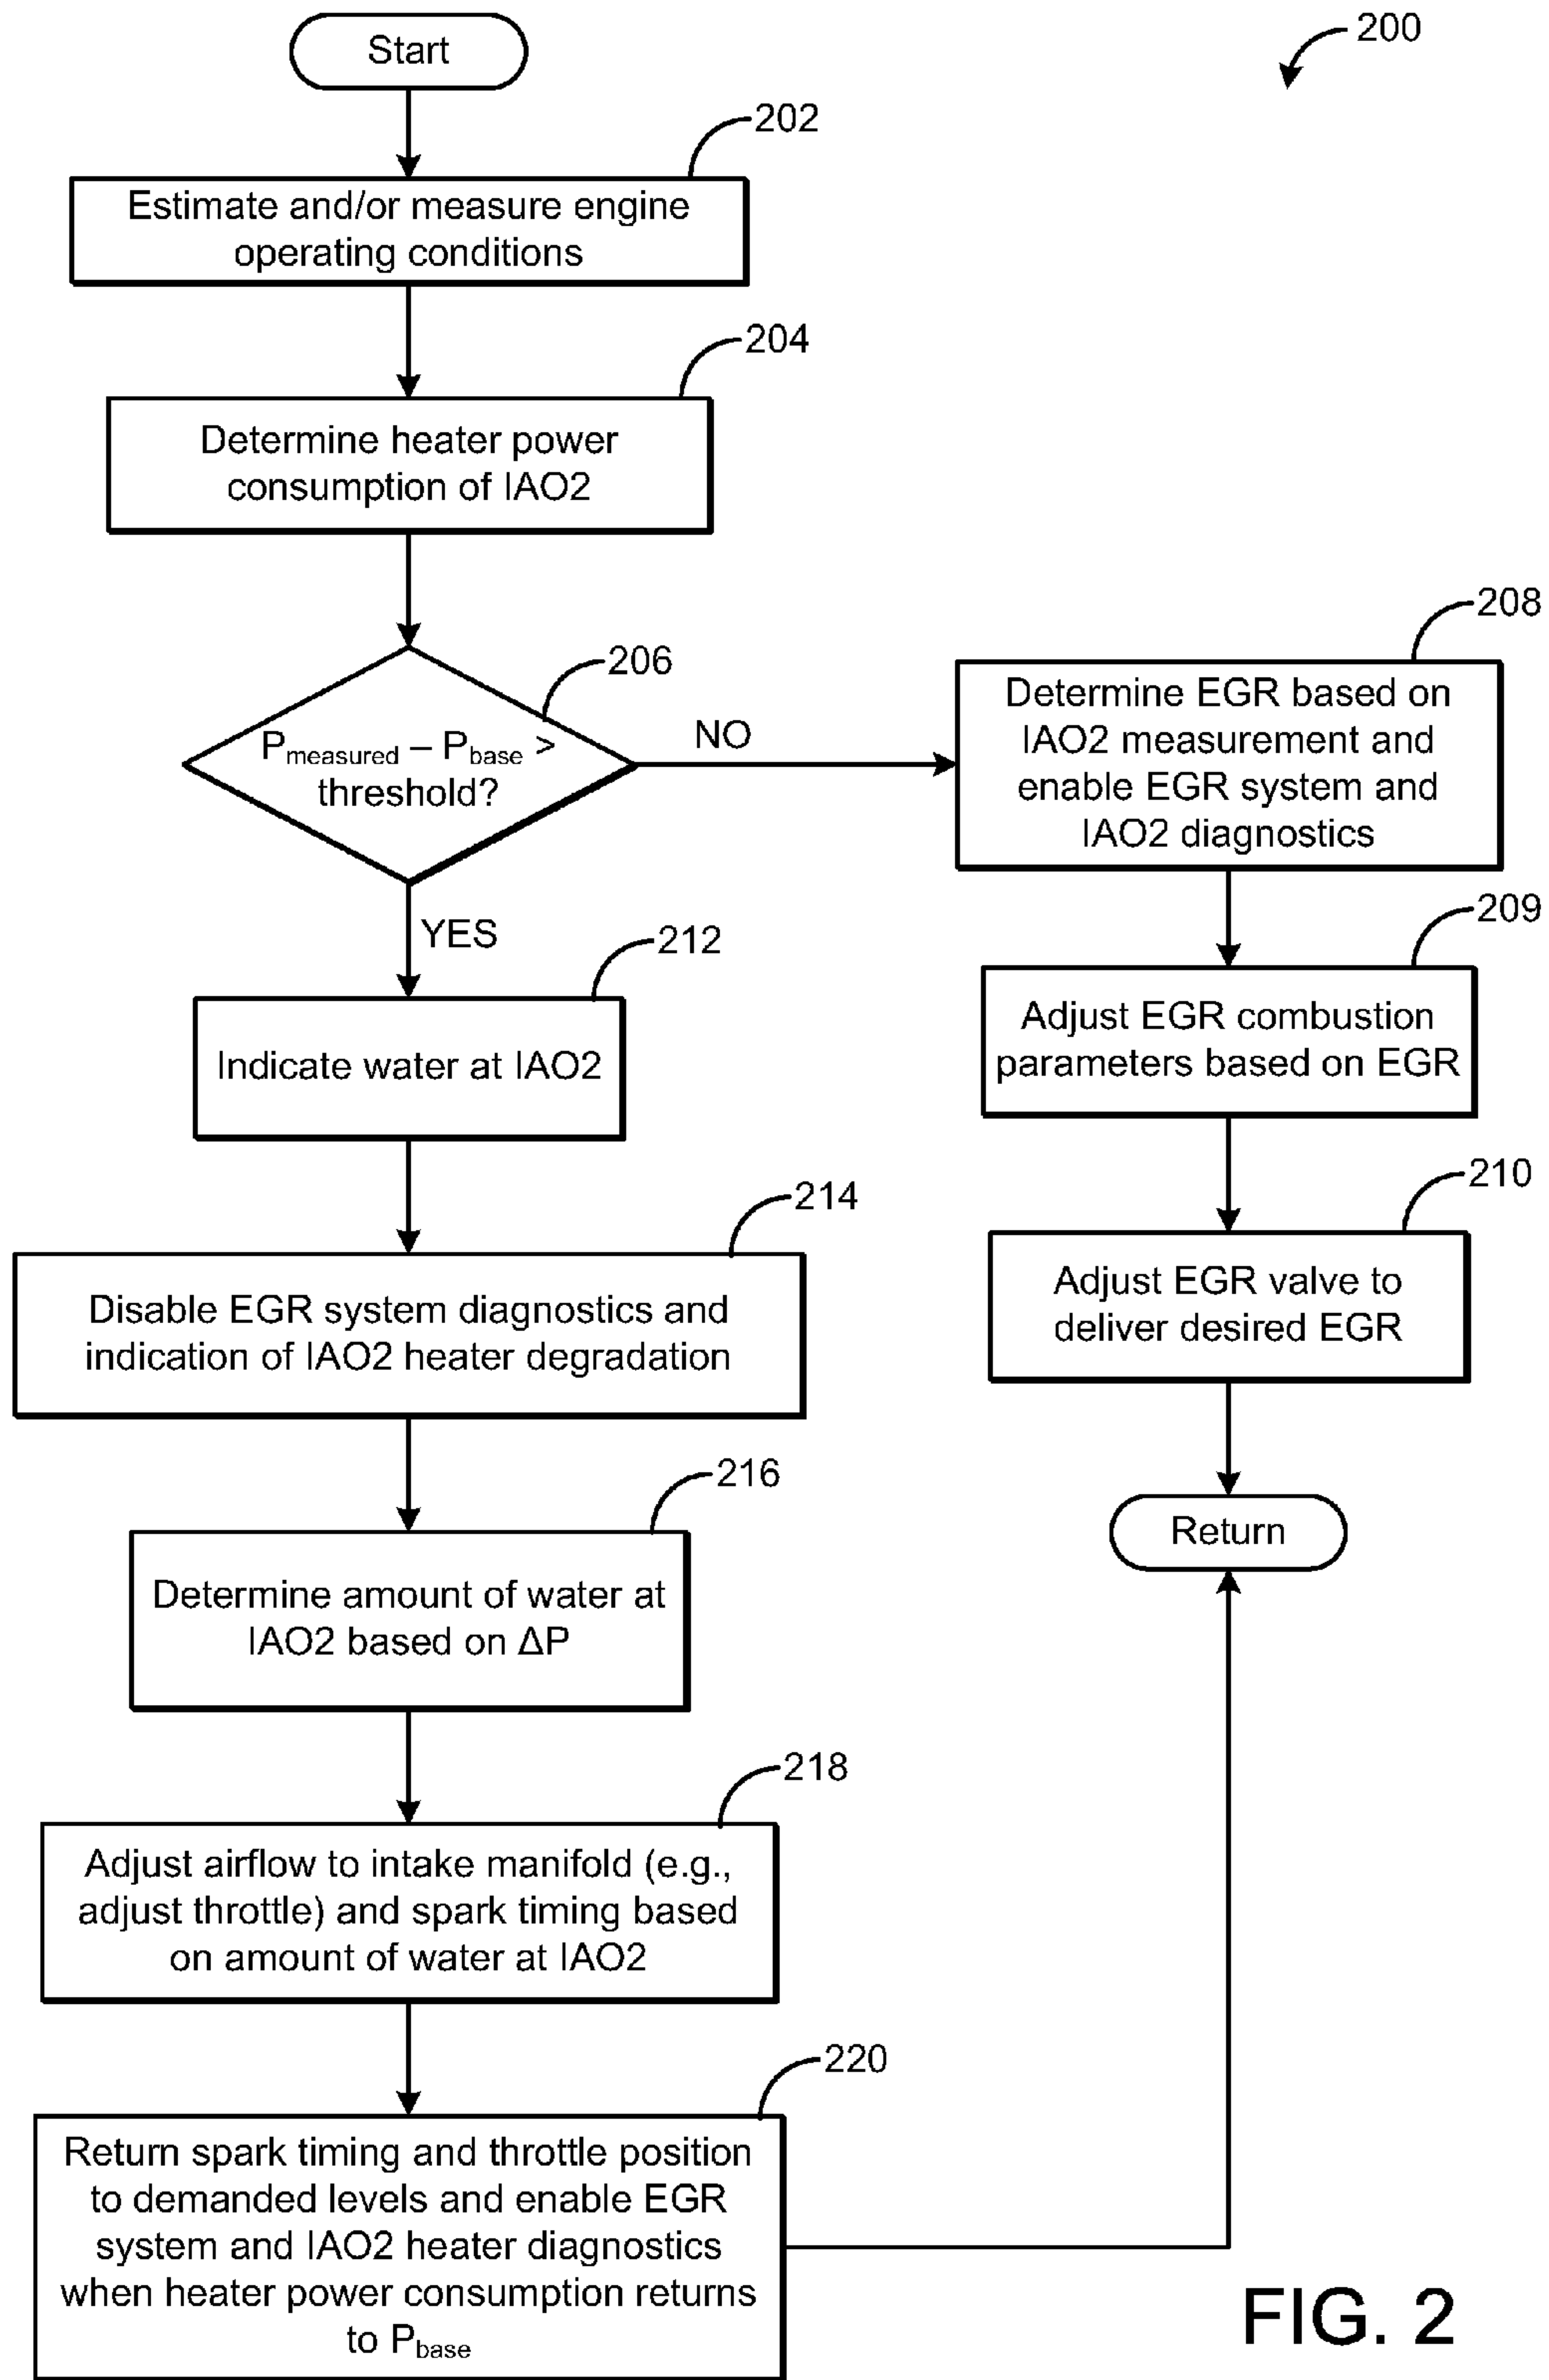 Start
200
202
Estimate and/or measure engine
operating conditions
204
Determine heater power
consumption of IAO2
206
P_measured – P_base >
threshold?
NO
208
Determine EGR based on
IAO2 measurement and
enable EGR system and
IAO2 diagnostics
209
Adjust EGR combustion
parameters based on EGR
210
Adjust EGR valve to
deliver desired EGR
Return
YES
212
Indicate water at IAO2
214
Disable EGR system diagnostics and
indication of IAO2 heater degradation
216
Determine amount of water at
IAO2 based on ΔP
218
Adjust airflow to intake manifold (e.g.,
adjust throttle) and spark timing based
on amount of water at IAO2
220
Return spark timing and throttle position
to demanded levels and enable EGR
system and IAO2 heater diagnostics
when heater power consumption returns
to P_base
FIG. 2